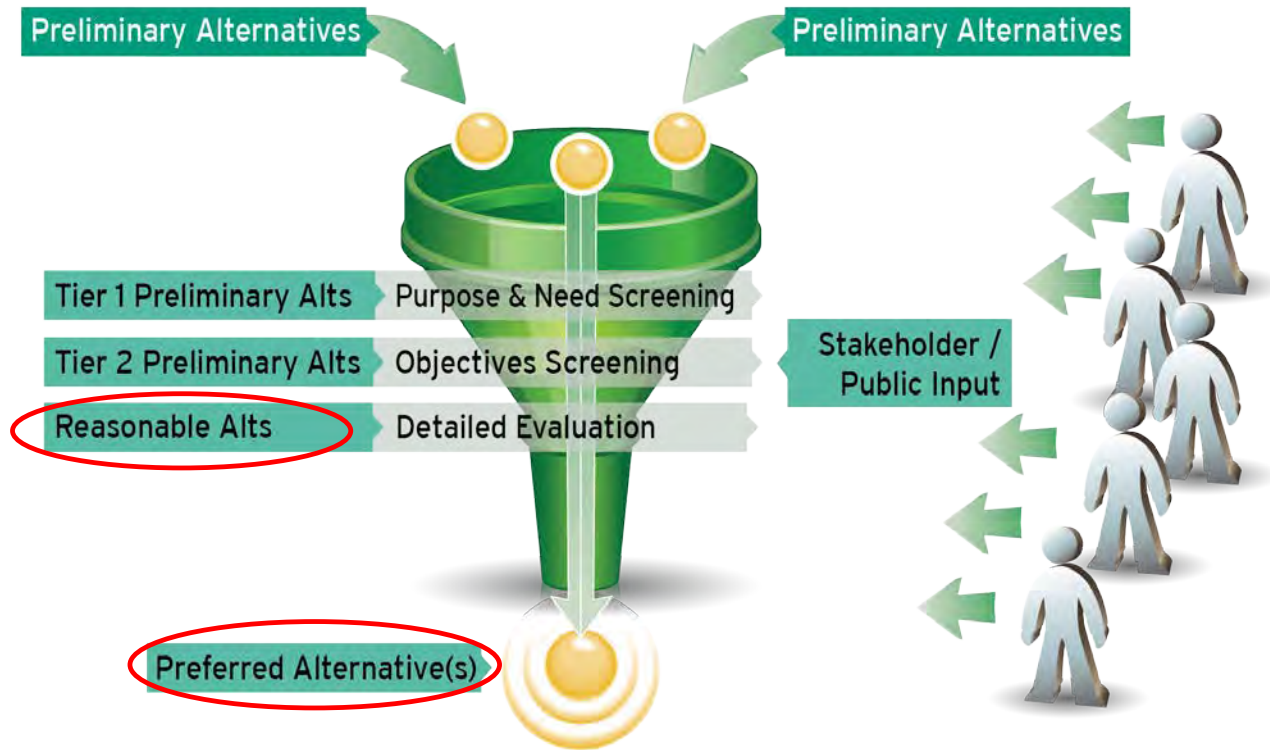 Preliminary Alternatives
Preliminary Alternatives
Tier 1 Preliminary Alts
Purpose & Need Screening
Tier 2 Preliminary Alts
Objectives Screening
Reasonable Alts
Detailed Evaluation
Stakeholder /
Public Input
Preferred Alternative(s)